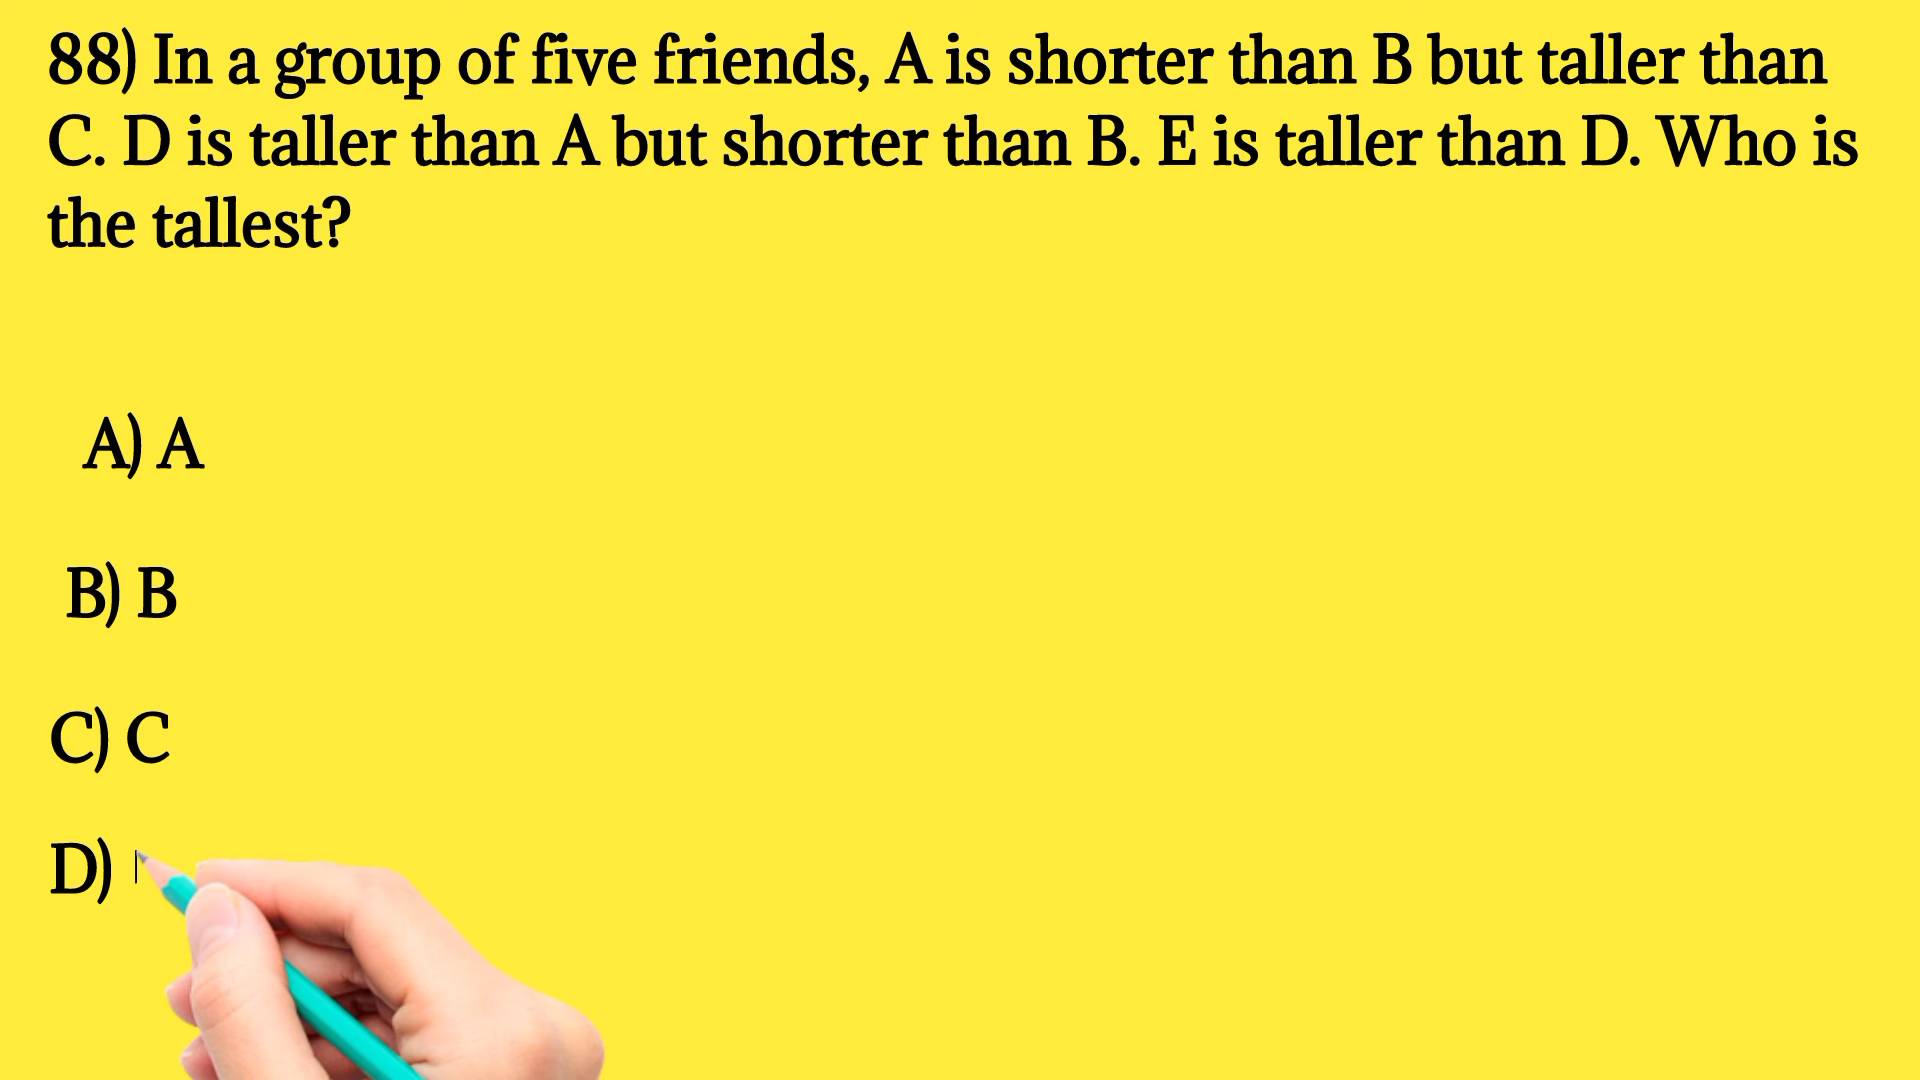 88) In a group of five friends, A is shorter than B but taller than
C. D is taller than A but shorter than B. E is taller than D. Who is
the tallest?
A) A
B) B
C) C
D)